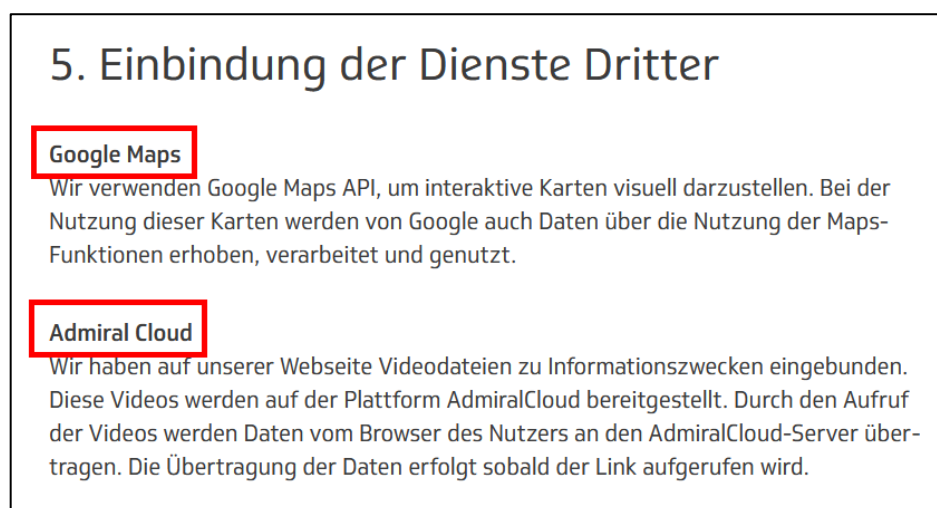 5. Einbindung der Dienste Dritter
Google Maps
Wir verwenden Google Maps API, um interaktive Karten visuell darzustellen. Bei der
Nutzung dieser Karten werden von Google auch Daten über die Nutzung der Maps-
Funktionen erhoben, verarbeitet und genutzt.
Admiral Cloud
Wir haben auf unserer Webseite Videodateien zu Informationszwecken eingebunden.
Diese Videos werden auf der Plattform AdmiralCloud bereitgestellt. Durch den Aufruf
der Videos werden Daten vom Browser des Nutzers an den AdmiralCloud-Server über-
tragen. Die Übertragung der Daten erfolgt sobald der Link aufgerufen wird.